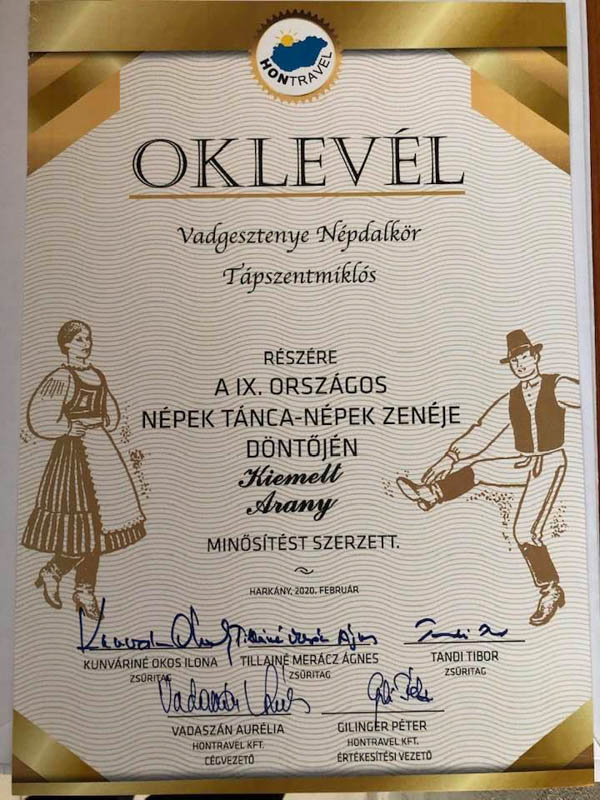 HONTRAVEL
OKLEVÉL
Vadgesztenye Népdalkör
Tápszentmiklós
RÉSZÉRE
A IX. ORSZÁGOS
NÉPEK TÁNCA-NÉPEK ZENÉJE
DÖNTŐJÉN
Kiemelt
Arany
MINŐSÍTÉST SZERZETT.
HARKÁNY, 2020. FEBRUÁR
KUNVÁRINÉ OKOS ILONA TILLAINÉ MERÁCZ ÁGNES TANDI TIBOR
ZSŰRITAG ZSŰRITAG ZSŰRITAG
VADASZÁN AURÉLIA GILINGER PÉTER
HONTRAVEL KFT. HONTRAVEL KFT.
CÉGVEZETŐ ÉRTÉKESÍTÉSI VEZETŐ